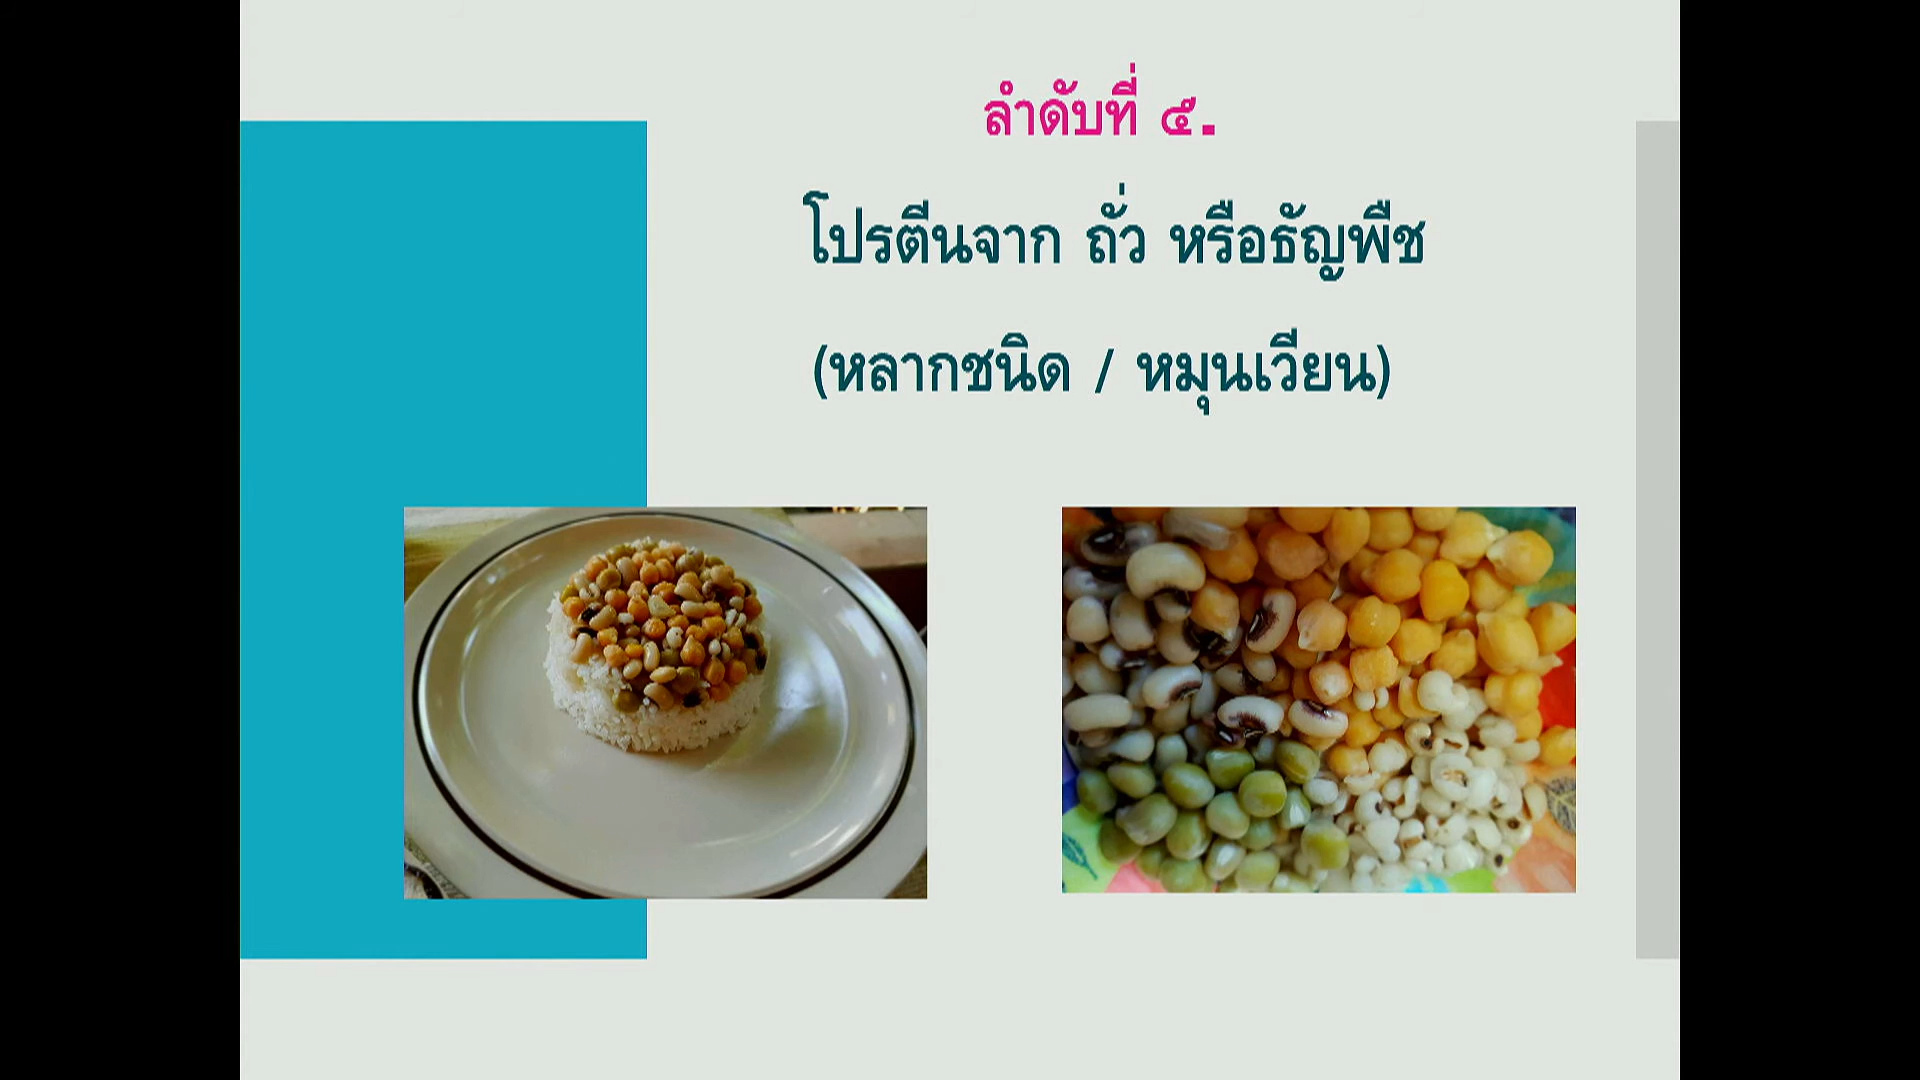 ลำดับที่ ๕.
โปรตีนจาก ถั่ว หรือธัญพืช
(หลากชนิด / หมุนเวียน)